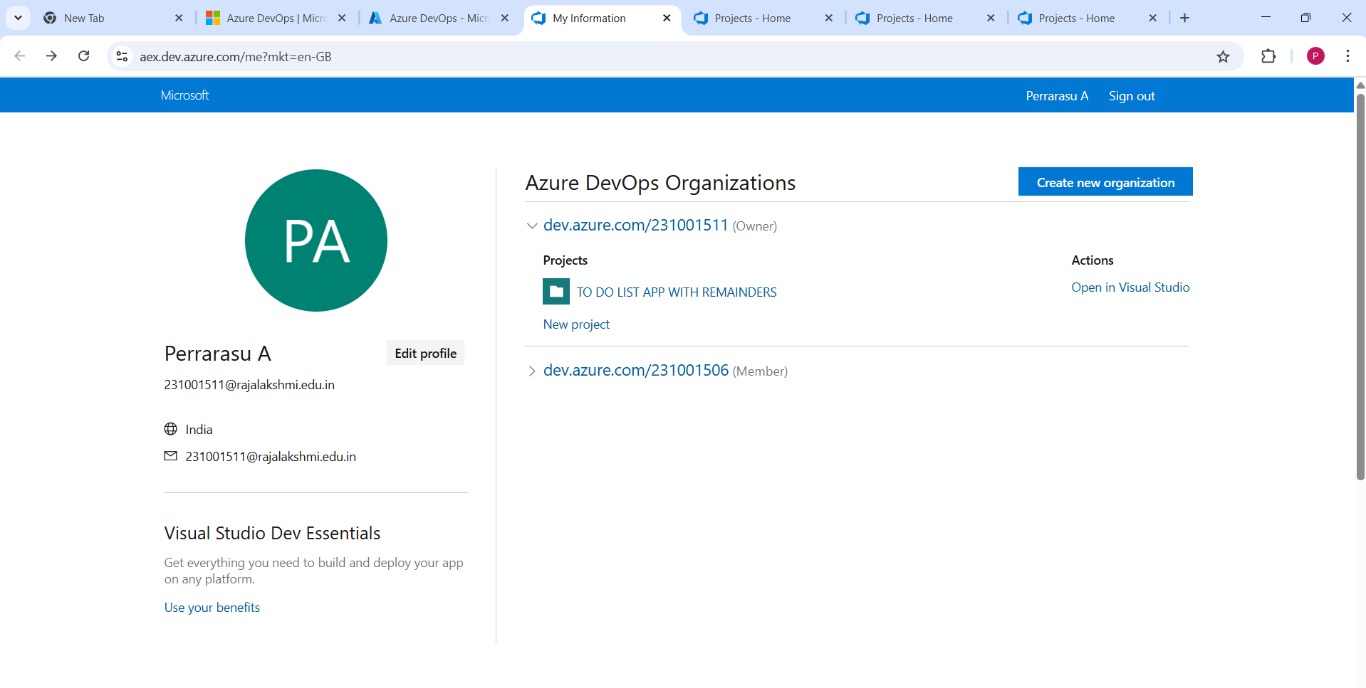 New Tab
Azure DevOps | Micr
Azure DevOps - Micr
My Information
Projects - Home
Projects - Home
Projects - Home
aex.dev.azure.com/me?mkt=en-GB
P
Microsoft
Perrarasu A
Sign out
PA
Perrarasu A
Edit profile
231001511@rajalakshmi.edu.in
India
231001511@rajalakshmi.edu.in
Visual Studio Dev Essentials
Get everything you need to build and deploy your app
on any platform.
Use your benefits
Azure DevOps Organizations
Create new organization
dev.azure.com/231001511 (Owner)
Projects
Actions
TO DO LIST APP WITH REMAINDERS
Open in Visual Studio
New project
dev.azure.com/231001506 (Member)